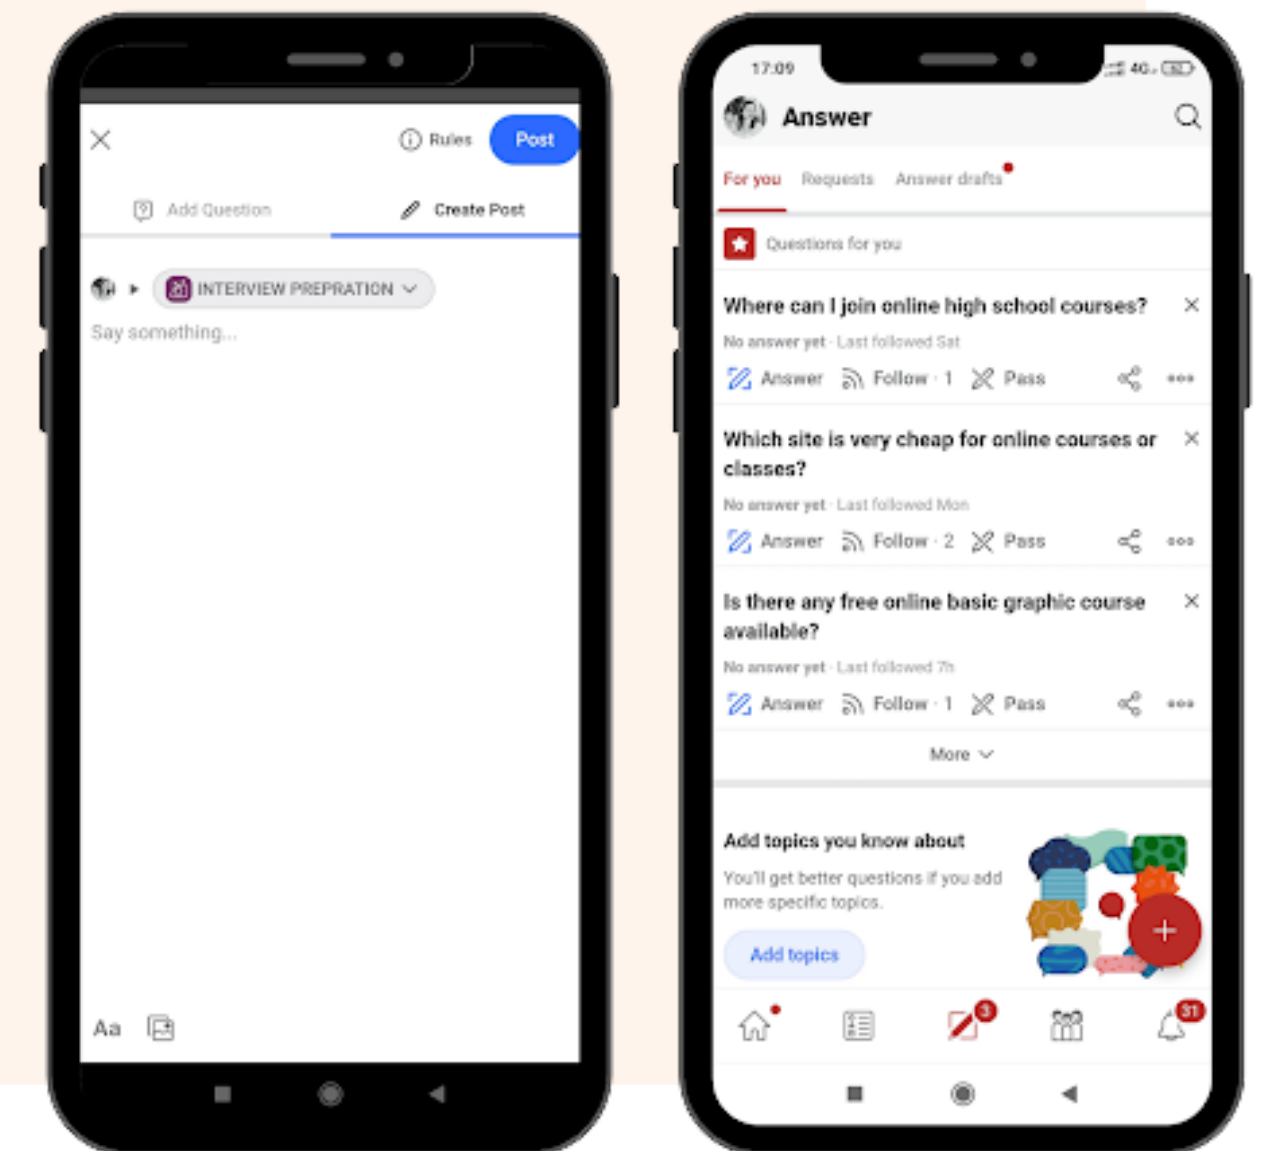 Rules
Post
Add Question
Create Post
INTERVIEW PREPRATION
Say something...
Aa
17:09
4G
Answer
For you
Requests
Answer drafts
Questions for you
Where can I join online high school courses?
No answer yet · Last followed Sat
Answer
Follow · 1
Pass
Which site is very cheap for online courses or
classes?
No answer yet · Last followed Mon
Answer
Follow · 2
Pass
Is there any free online basic graphic course
available?
No answer yet · Last followed 7h
Answer
Follow · 1
Pass
More
Add topics you know about
You'll get better questions if you add
more specific topics.
Add topics
3
31